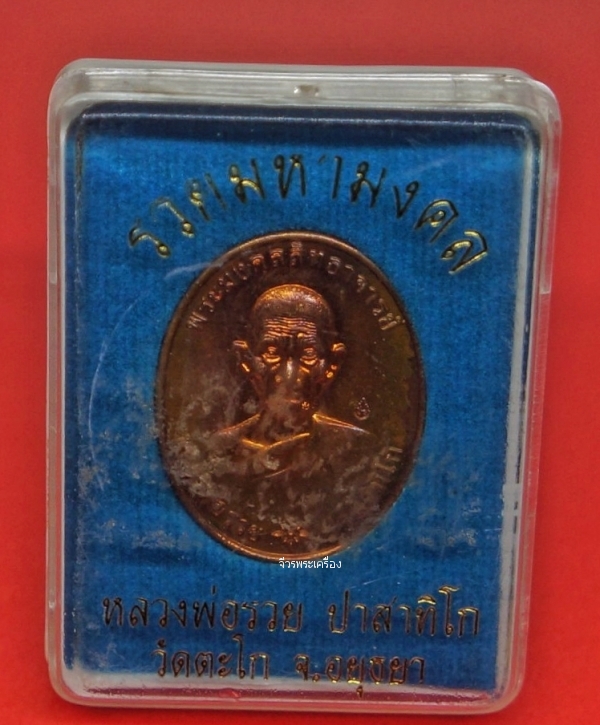 รวยมหามงคล
พระมงคลสิทธาจารย์
จีวรพระเครื่อง
หลวงพ่อรวย ปาสาทิโก
วัดตะโก จ.อยุธยา